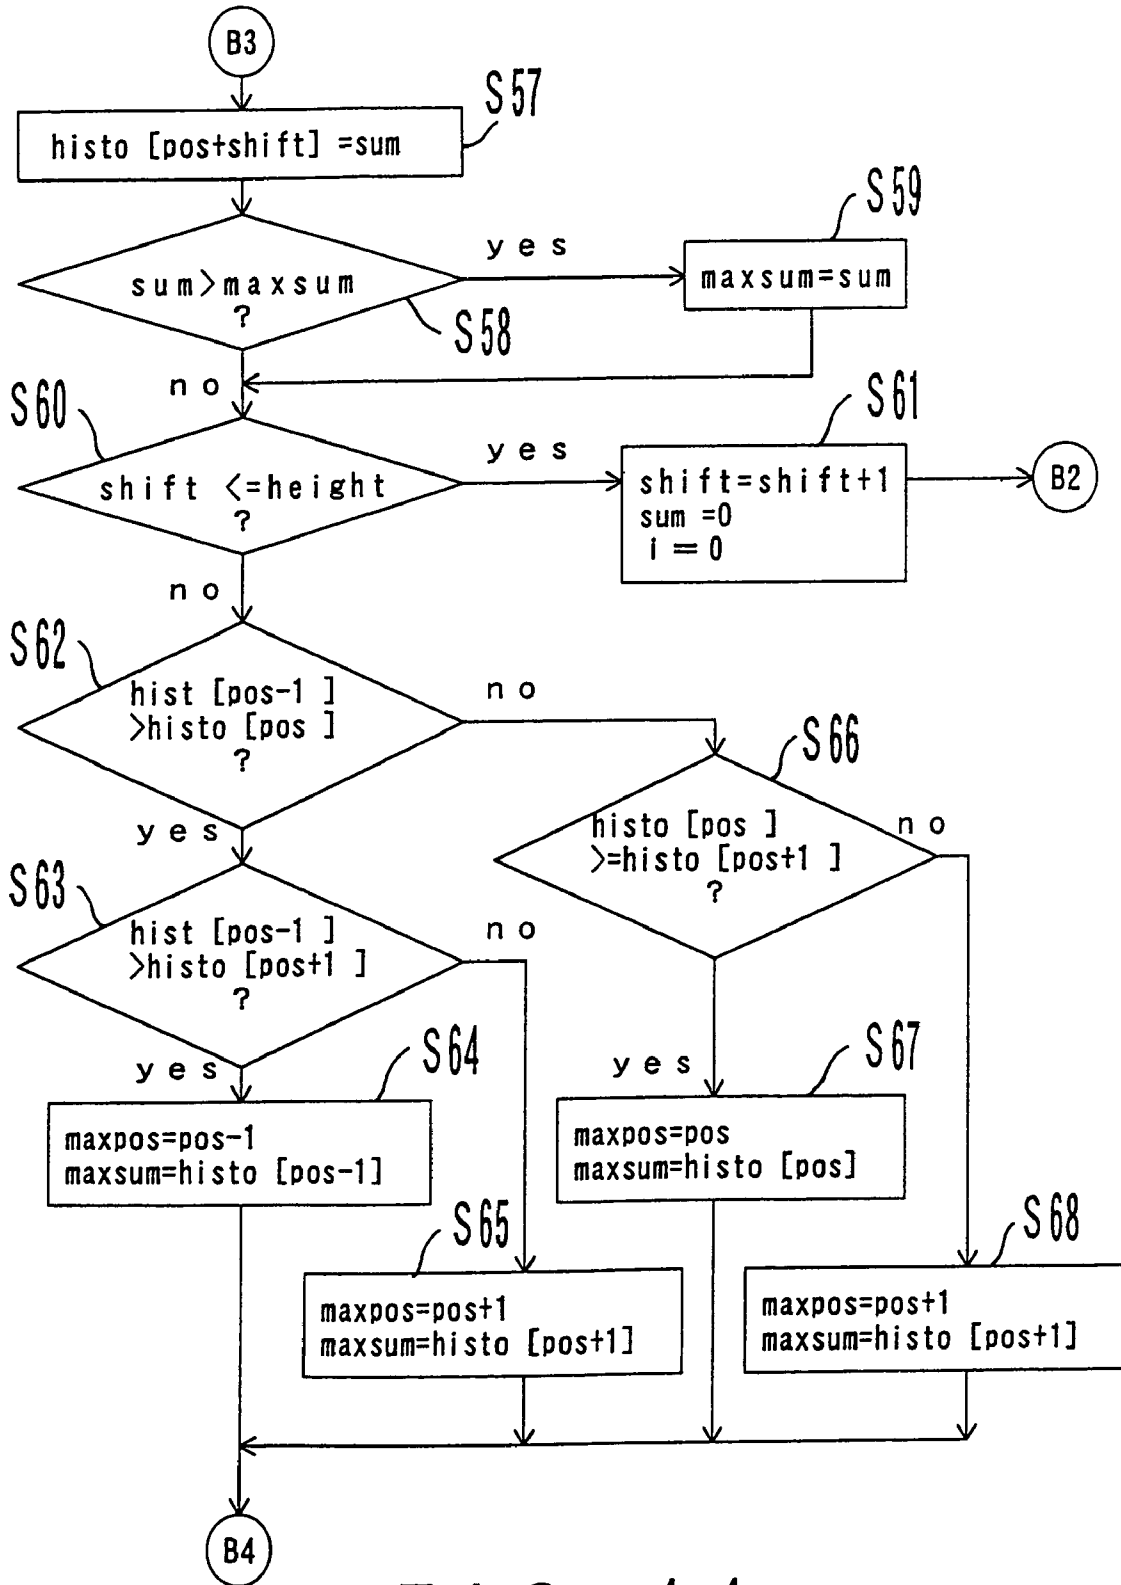 B3
S57
histo [pos+shift] =sum
S59
yes
maxsum=sum
sum>maxsum
?
S58
no
S60
S61
yes
shift <=height
?
shift=shift+1
sum =0
i = 0
B2
no
S62
hist [pos-1 ]
>histo [pos ]
?
no
S66
yes
histo [pos ]
>=histo [pos+1 ]
?
no
S63
hist [pos-1 ]
>histo [pos+1 ]
?
no
yes
S64
yes
S67
maxpos=pos-1
maxsum=histo [pos-1]
maxpos=pos
maxsum=histo [pos]
S65
S68
maxpos=pos+1
maxsum=histo [pos+1]
maxpos=pos+1
maxsum=histo [pos+1]
B4